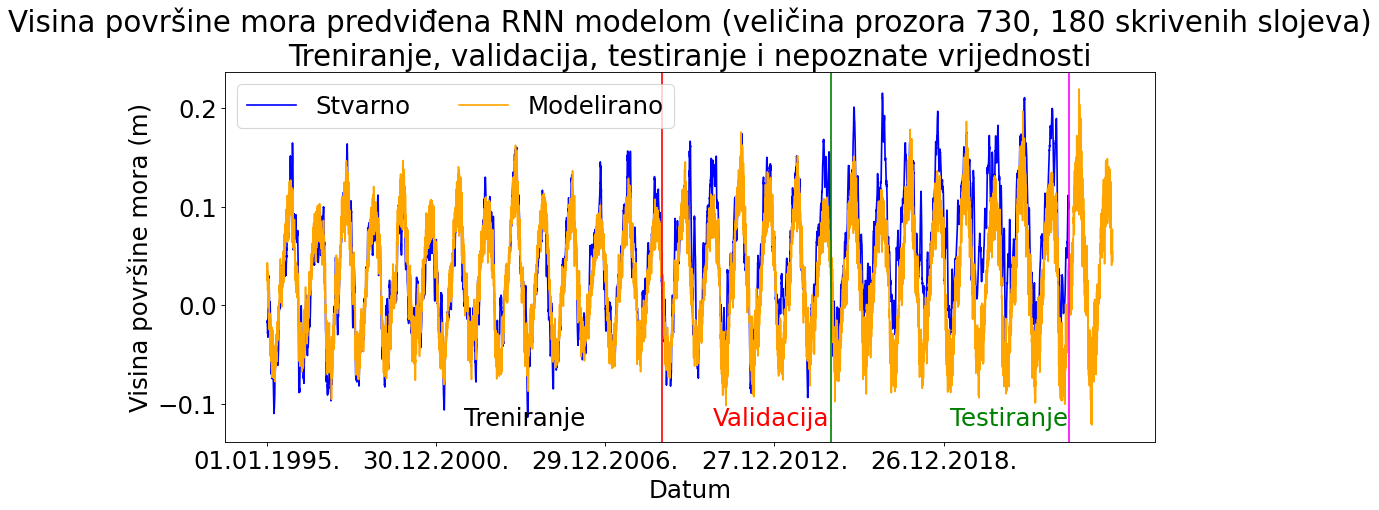 Visina površine mora predviđena RNN modelom (veličina prozora 730, 180 skrivenih slojeva)
Treniranje, validacija, testiranje i nepoznate vrijednosti
Stvarno Modelirano
Visina površine mora (m)
0.2
0.1
0.0
−0.1
Treniranje Validacija Testiranje
01.01.1995. 30.12.2000. 29.12.2006. 27.12.2012. 26.12.2018.
Datum